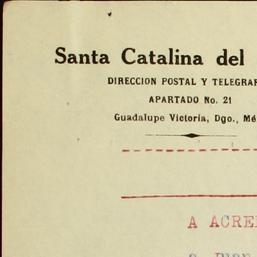 Santa Catalina del
DIRECCION POSTAL Y TELEGRAF
APARTADO No. 21
Guadalupe Victoria, Dgo., Mé
A ACRE